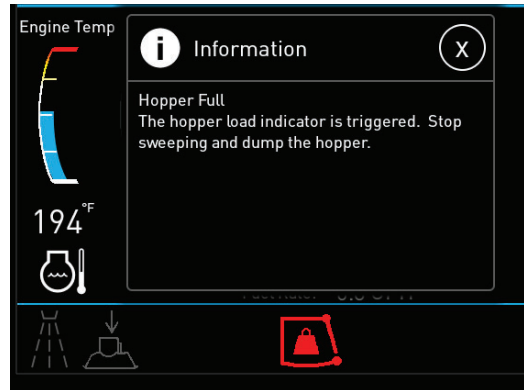 Engine Temp
i Information X
Hopper Full
The hopper load indicator is triggered. Stop
sweeping and dump the hopper.
194°F